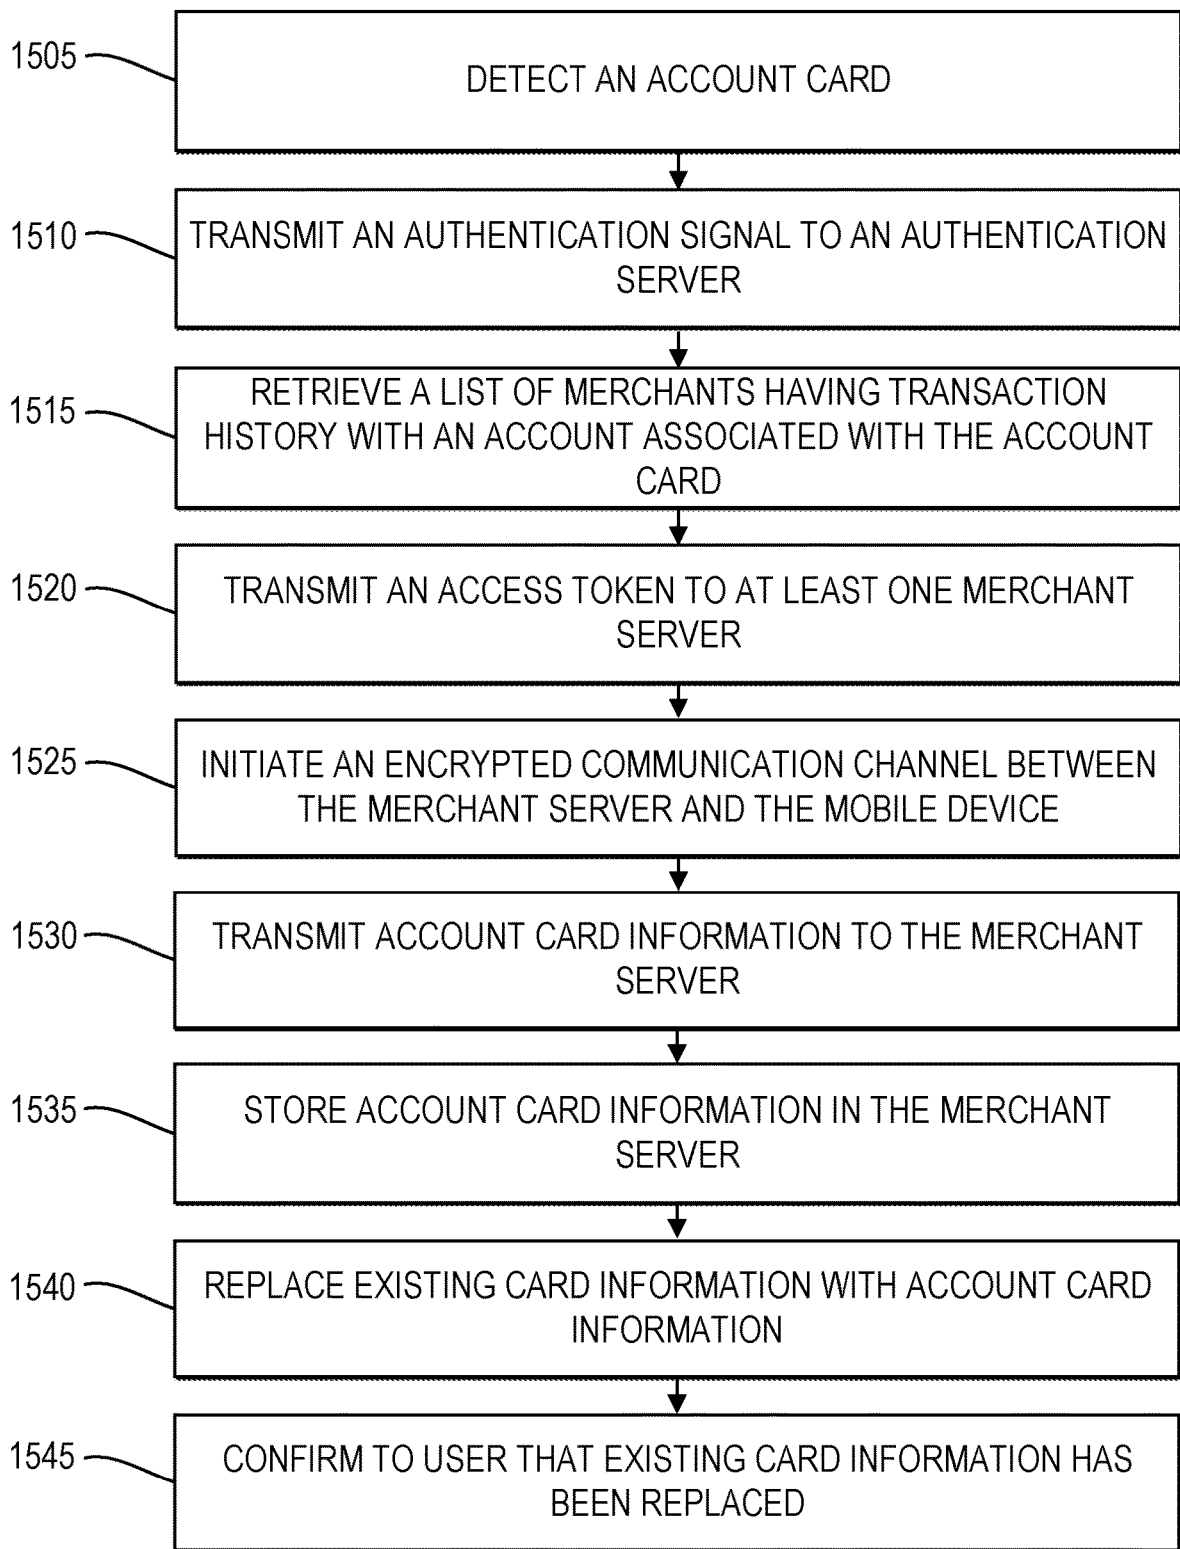 1505
DETECT AN ACCOUNT CARD
1510
TRANSMIT AN AUTHENTICATION SIGNAL TO AN AUTHENTICATION
SERVER
1515
RETRIEVE A LIST OF MERCHANTS HAVING TRANSACTION
HISTORY WITH AN ACCOUNT ASSOCIATED WITH THE ACCOUNT
CARD
1520
TRANSMIT AN ACCESS TOKEN TO AT LEAST ONE MERCHANT
SERVER
1525
INITIATE AN ENCRYPTED COMMUNICATION CHANNEL BETWEEN
THE MERCHANT SERVER AND THE MOBILE DEVICE
1530
TRANSMIT ACCOUNT CARD INFORMATION TO THE MERCHANT
SERVER
1535
STORE ACCOUNT CARD INFORMATION IN THE MERCHANT
SERVER
1540
REPLACE EXISTING CARD INFORMATION WITH ACCOUNT CARD
INFORMATION
1545
CONFIRM TO USER THAT EXISTING CARD INFORMATION HAS
BEEN REPLACED